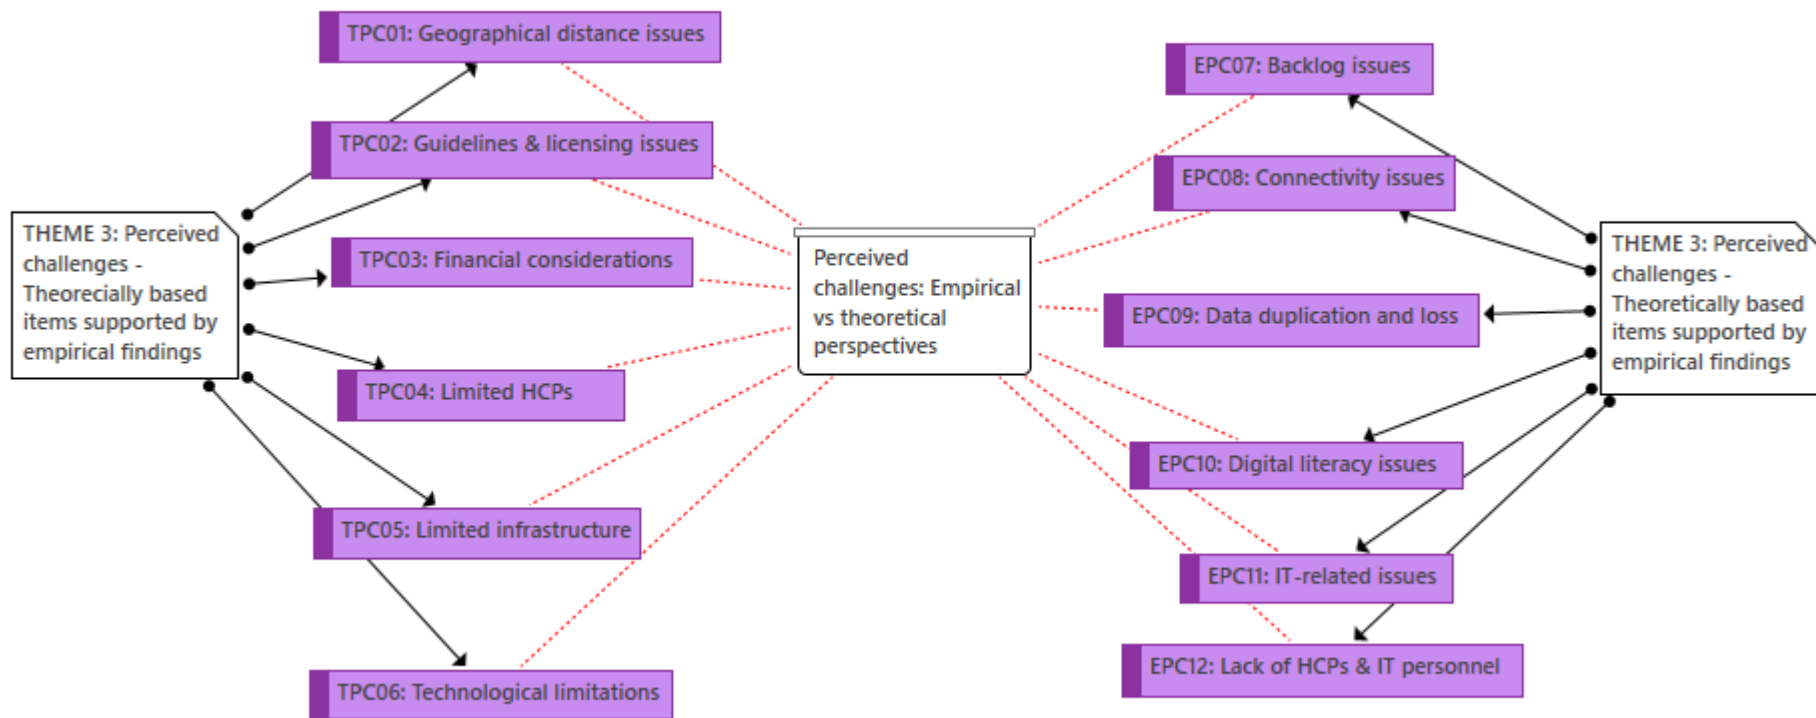 TPC01: Geographical distance issues
TPC02: Guidelines & licensing issues
THEME 3: Perceived
challenges -
Theorecially based
items supported by
empirical findings
TPC03: Financial considerations
TPC04: Limited HCPs
TPC05: Limited infrastructure
TPC06: Technological limitations
Perceived
challenges: Empirical
vs theoretical
perspectives
EPC07: Backlog issues
EPC08: Connectivity issues
EPC09: Data duplication and loss
EPC10: Digital literacy issues
EPC11: IT-related issues
EPC12: Lack of HCPs & IT personnel
THEME 3: Perceived
challenges -
Theoretically based
items supported by
empirical findings